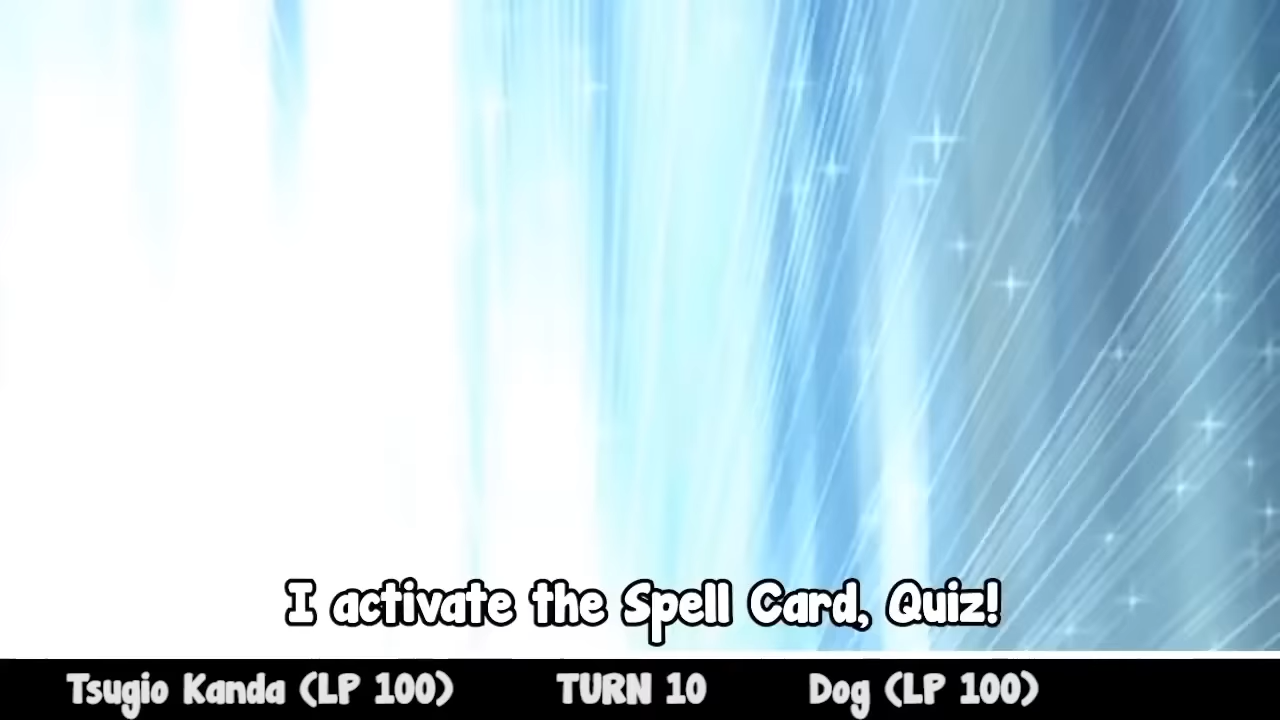 I activate the Spell Card, Quiz!
Tsugio Kanda (LP 100) TURN 10 Dog (LP 100)